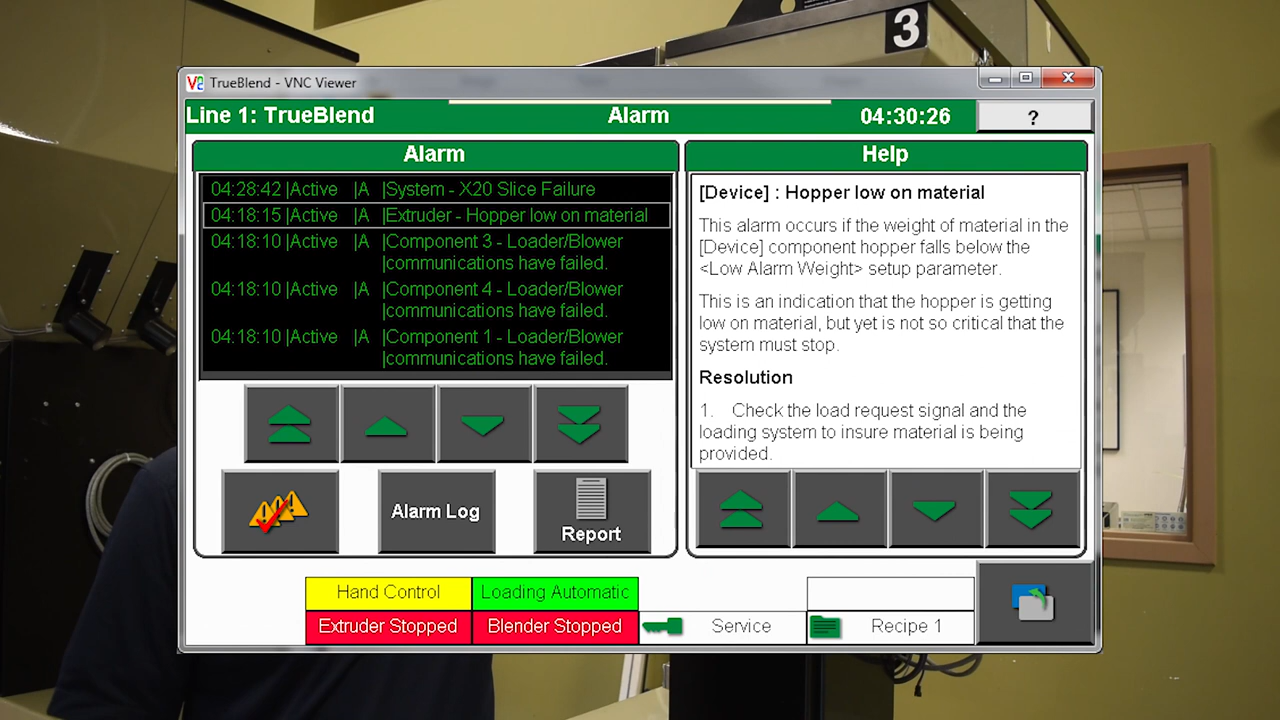 3
TrueBlend - VNC Viewer
Line 1: TrueBlend
Alarm
04:30:26
?
Alarm
04:28:42 |Active |A |System - X20 Slice Failure
04:18:15 |Active |A |Extruder - Hopper low on material
04:18:10 |Active |A |Component 3 - Loader/Blower
|communications have failed.
04:18:10 |Active |A |Component 4 - Loader/Blower
|communications have failed.
04:18:10 |Active |A |Component 1 - Loader/Blower
|communications have failed.
Alarm Log
Report
Help
[Device] : Hopper low on material
This alarm occurs if the weight of material in the
[Device] component hopper falls below the
<Low Alarm Weight> setup parameter.
This is an indication that the hopper is getting
low on material, but yet is not so critical that the
system must stop.
Resolution
1. Check the load request signal and the
loading system to insure material is being
provided.
Hand Control
Loading Automatic
Extruder Stopped
Blender Stopped
Service
Recipe 1